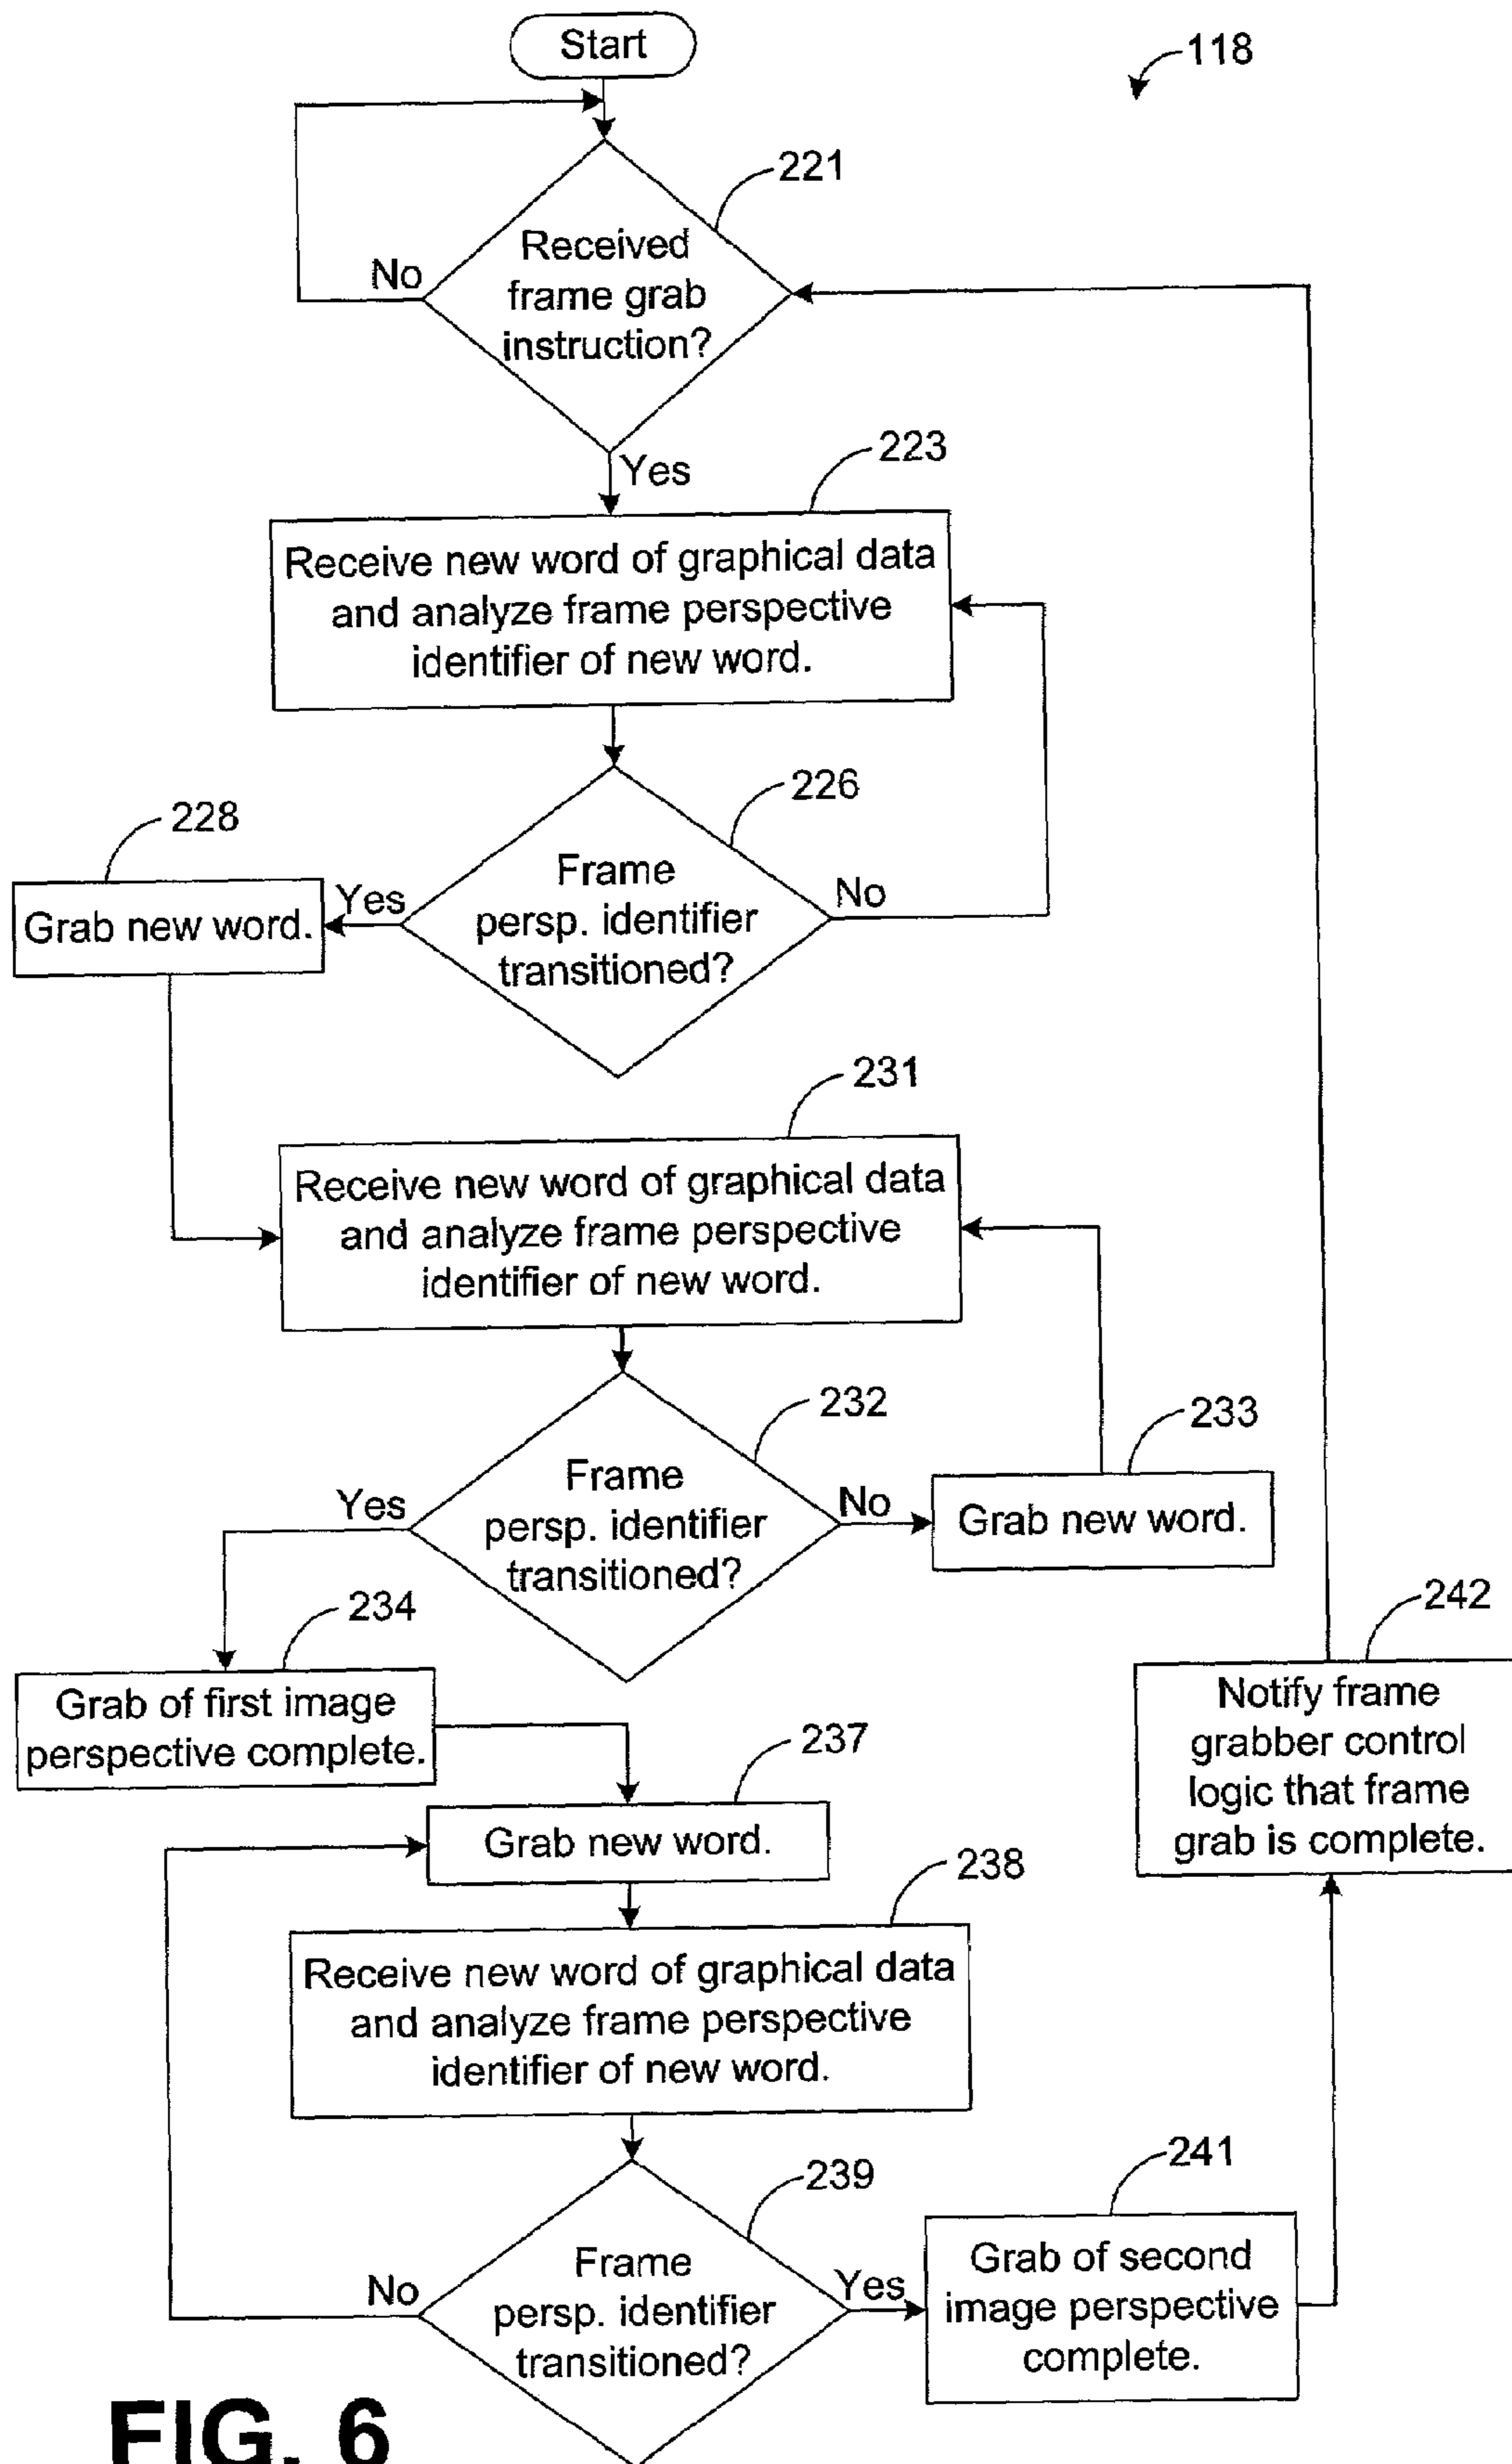 Start
118
221
Received
frame grab
instruction?
No
Yes
223
Receive new word of graphical data
and analyze frame perspective
identifier of new word.
226
228
Frame
persp. identifier
transitioned?
Yes
No
Grab new word.
231
Receive new word of graphical data
and analyze frame perspective
identifier of new word.
232
233
Frame
persp. identifier
transitioned?
Yes
No
Grab new word.
234
242
Grab of first image
perspective complete.
Notify frame
grabber control
logic that frame
grab is complete.
237
Grab new word.
238
Receive new word of graphical data
and analyze frame perspective
identifier of new word.
239
241
Frame
persp. identifier
transitioned?
No
Yes
Grab of second
image perspective
complete.
FIG. 6